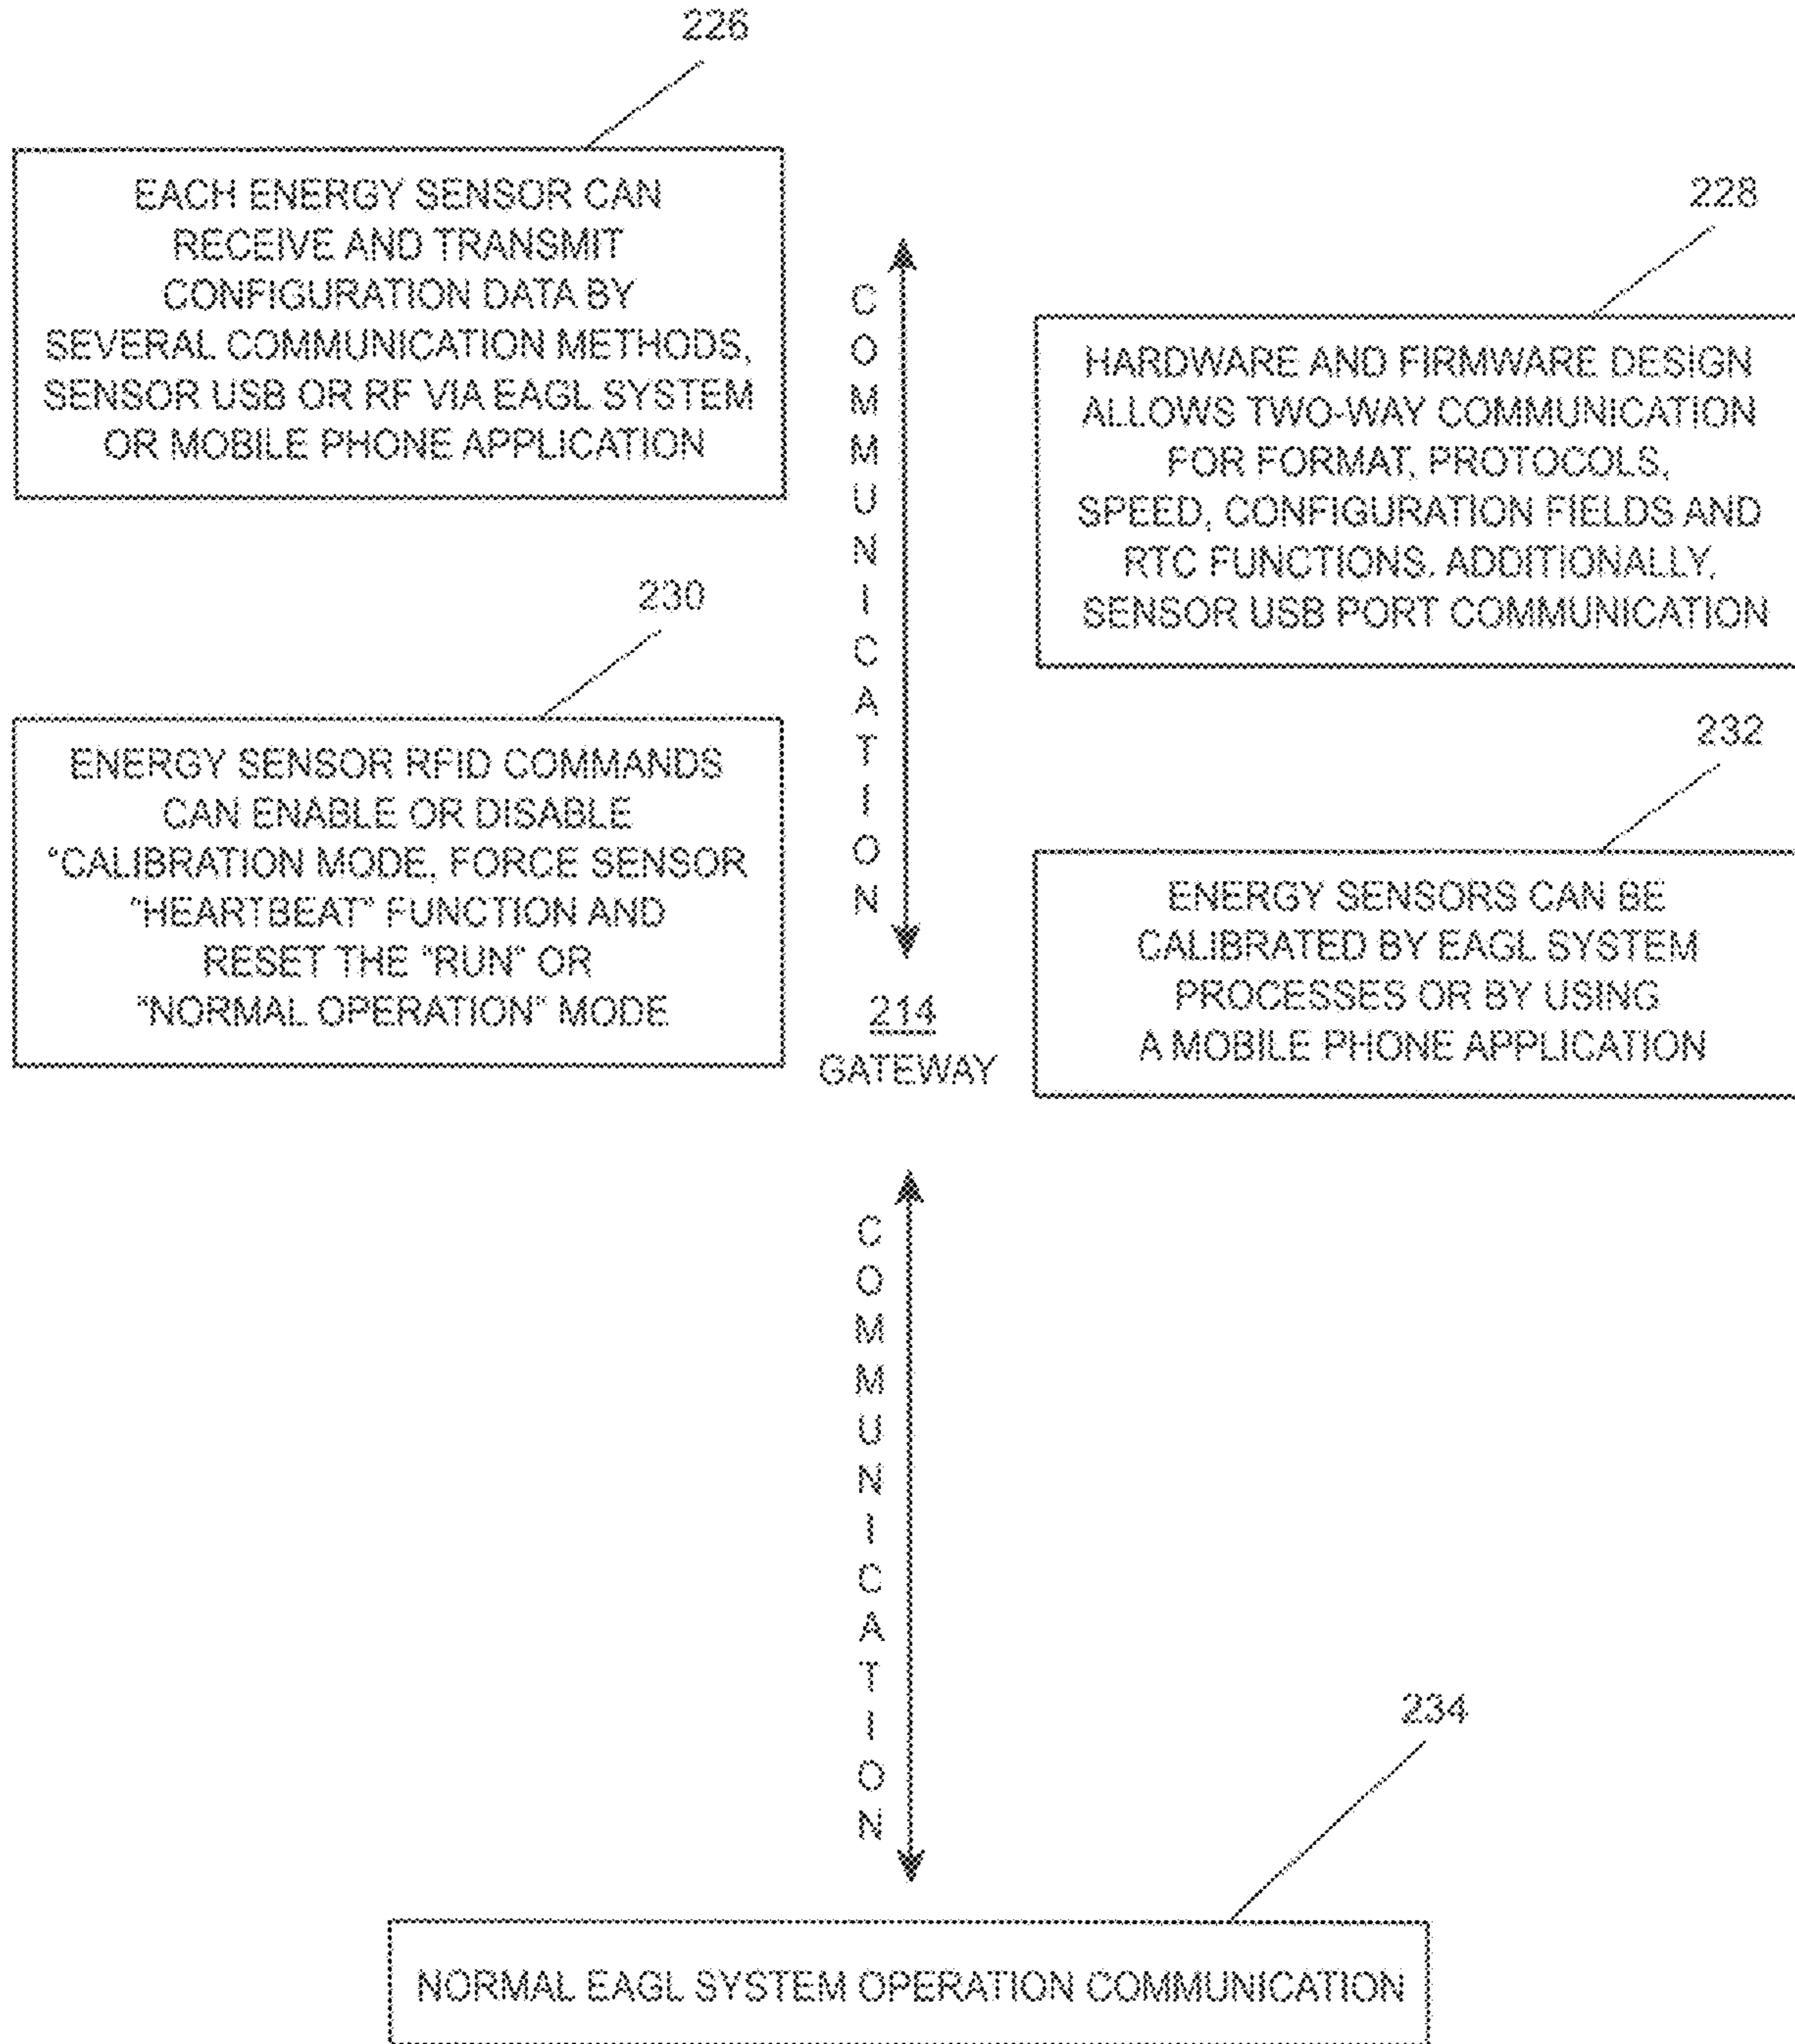 226
EACH ENERGY SENSOR CAN
RECEIVE AND TRANSMIT
CONFIGURATION DATA BY
SEVERAL COMMUNICATION METHODS,
SENSOR USB OR RF VIA EAGL SYSTEM
OR MOBILE PHONE APPLICATION
COMMUNICATION
228
HARDWARE AND FIRMWARE DESIGN
ALLOWS TWO-WAY COMMUNICATION
FOR FORMAT, PROTOCOLS,
SPEED, CONFIGURATION FIELDS AND
RTC FUNCTIONS. ADDITIONALLY,
SENSOR USB PORT COMMUNICATION
230
ENERGY SENSOR RFID COMMANDS
CAN ENABLE OR DISABLE
"CALIBRATION MODE, FORCE SENSOR
"HEARTBEAT" FUNCTION AND
RESET THE "RUN" OR
"NORMAL OPERATION" MODE
214
GATEWAY
232
ENERGY SENSORS CAN BE
CALIBRATED BY EAGL SYSTEM
PROCESSES OR BY USING
A MOBILE PHONE APPLICATION
COMMUNICATION
234
NORMAL EAGL SYSTEM OPERATION COMMUNICATION